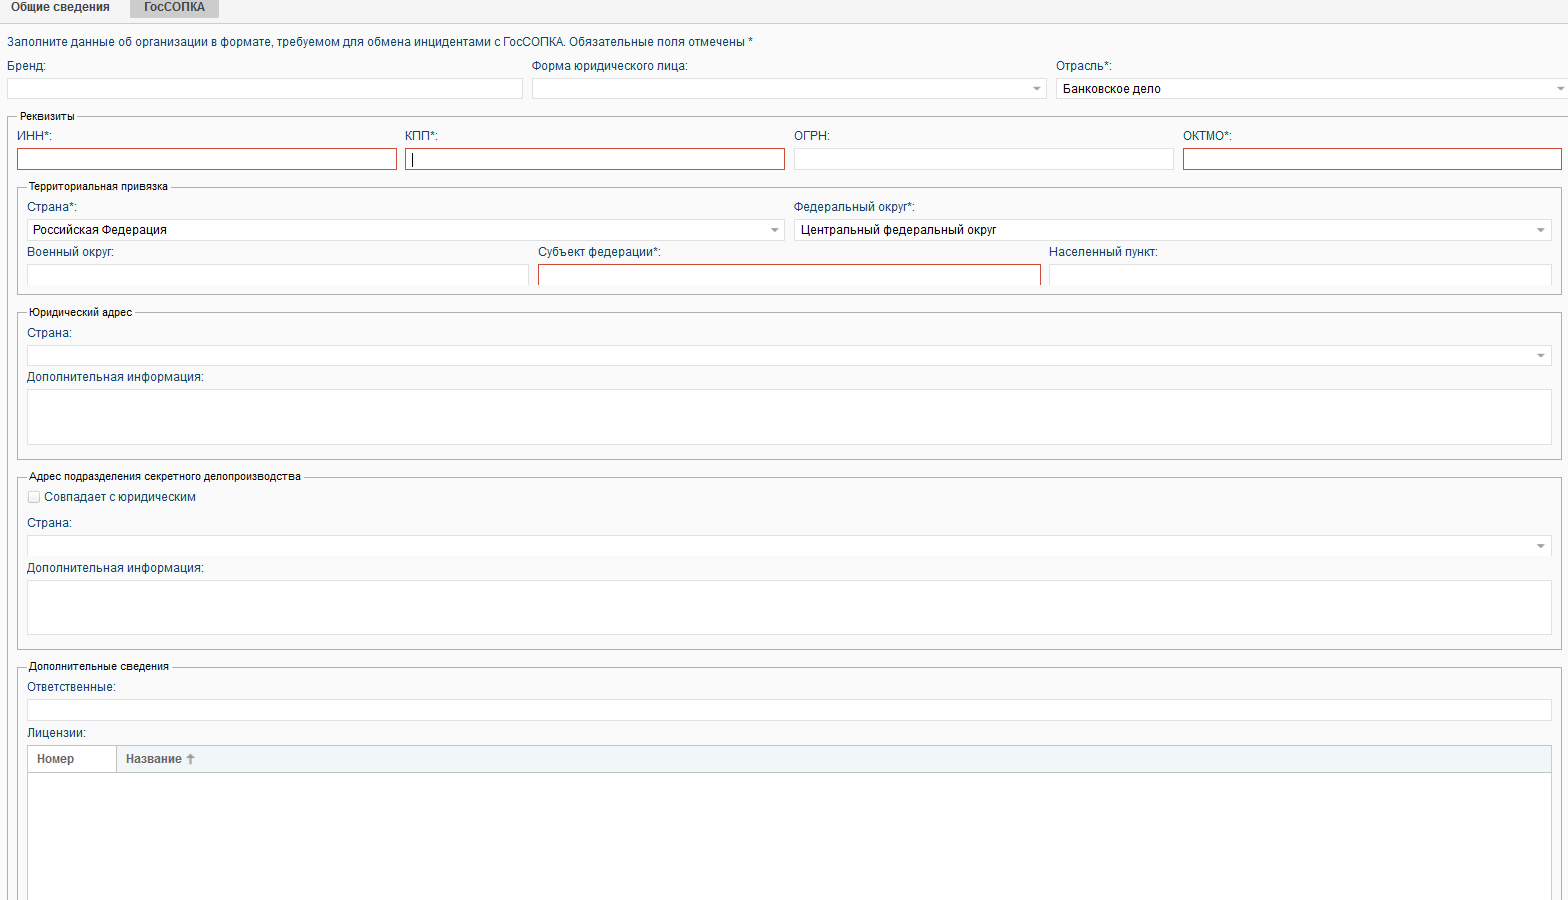 Общие сведения ГосСОПКА
Заполните данные об организации в формате, требуемом для обмена инцидентами с ГосСОПКА. Обязательные поля отмечены *
Бренд: Форма юридического лица: Отрасль*:
Банковское дело
Реквизиты
ИНН*: КПП*: ОГРН: ОКТМО*:
Территориальная привязка
Страна*: Федеральный округ*:
Российская Федерация Центральный федеральный округ
Военный округ: Субъект федерации*: Населенный пункт:
Юридический адрес
Страна:
Дополнительная информация:
Адрес подразделения секретного делопроизводства
Совпадает с юридическим
Страна:
Дополнительная информация:
Дополнительные сведения
Ответственные:
Лицензии:
Номер Название